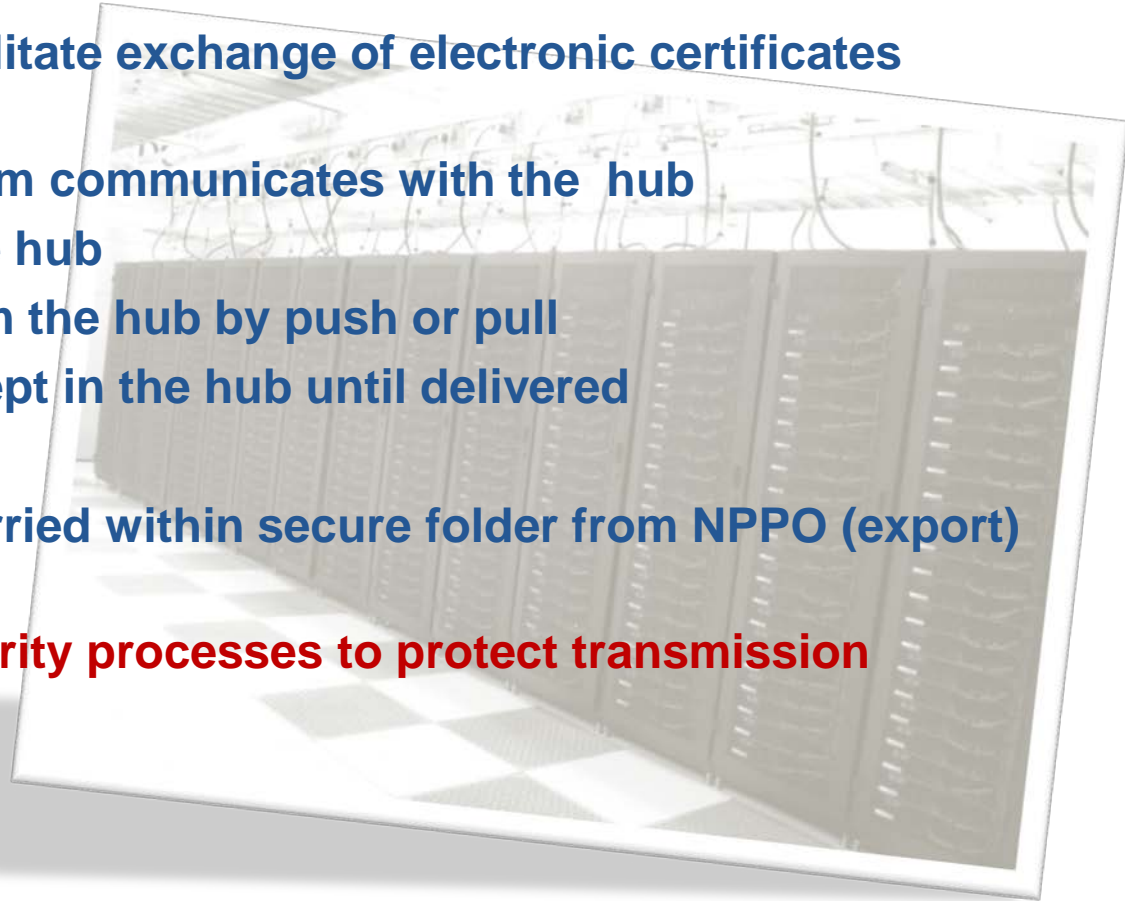 litate exchange of electronic certificates
m communicates with the hub
hub
the hub by push or pull
ept in the hub until delivered
rried within secure folder from NPPO (export)
rity processes to protect transmission